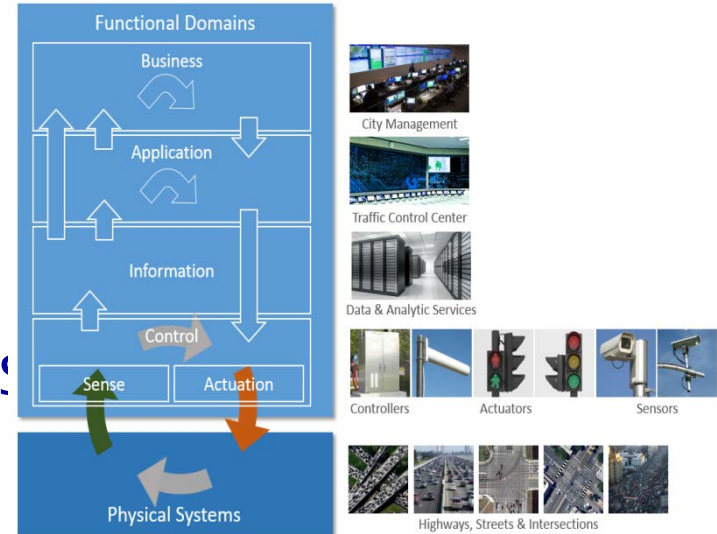 Functional Domains
Business
City Management
Application
Traffic Control Center
Information
Data & Analytic Services
Control
S
Sense
Actuation
Controllers
Actuators
Sensors
Physical Systems
Highways, Streets & Intersections